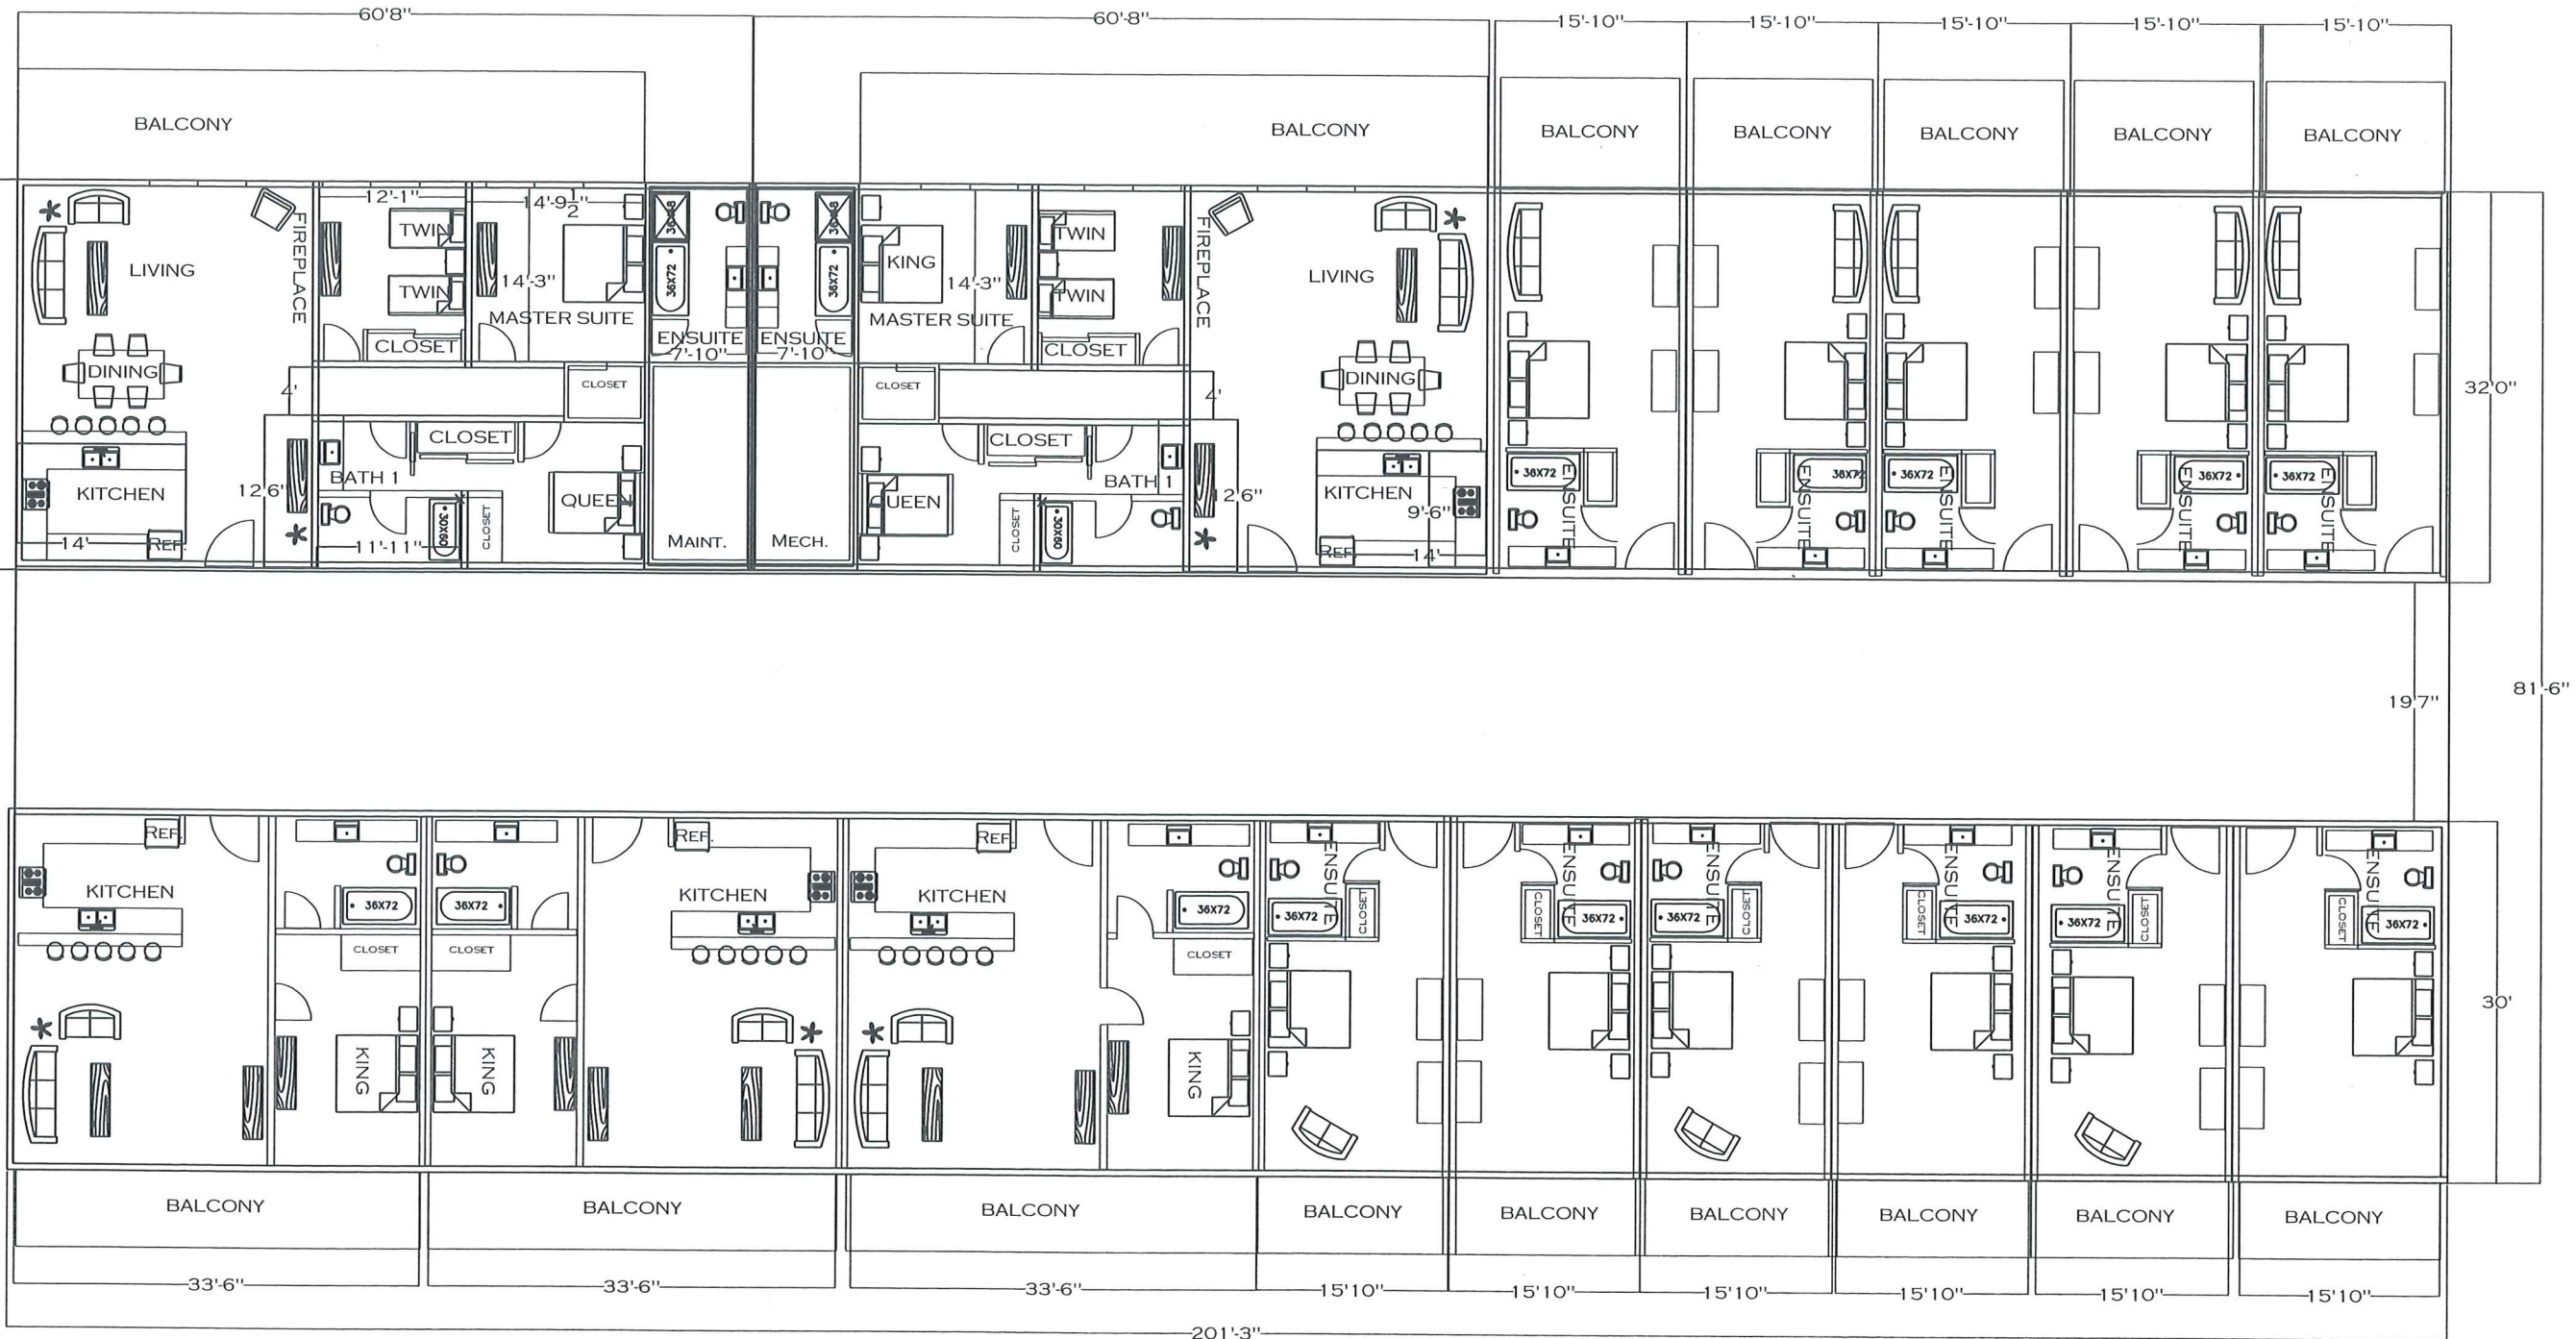 60'8"
60'-8"
15'-10"
15'-10"
15'-10"
15'-10"
15'-10"
BALCONY
BALCONY
BALCONY
BALCONY
BALCONY
BALCONY
BALCONY
12'-1"
14'-9 1/2"
36x48
36x48
FIREPLACE
TWIN
TWIN
LIVING
14'-3"
MASTER SUITE
36X72
36X72
ENSUITE
7'-10"
ENSUITE
7'-10"
KING
14'-3"
MASTER SUITE
TWIN
TWIN
FIREPLACE
LIVING
CLOSET
CLOSET
DINING
DINING
4'
CLOSET
CLOSET
4'
32'0"
CLOSET
CLOSET
BATH 1
BATH 1
KITCHEN
12'6"
QUEEN
UEEN
2'6"
KITCHEN
9'-6"
30X60
CLOSET
CLOSET
30X60
14'
REF.
11'-11"
MAINT.
MECH.
REF.
14'
36X72
ENSUITE
36X72
ENSUITE
36X72
ENSUITE
36X72
ENSUITE
36X72
ENSUITE
19'7"
81'-6"
REF.
REF.
REF.
KITCHEN
KITCHEN
KITCHEN
36X72
36X72
36X72
CLOSET
CLOSET
CLOSET
ENSUITE
36X72
CLOSET
ENSUITE
CLOSET
36X72
ENSUITE
36X72
CLOSET
ENSUITE
CLOSET
36X72
ENSUITE
36X72
CLOSET
ENSUITE
CLOSET
36X72
30'
KING
KING
KING
BALCONY
BALCONY
BALCONY
BALCONY
BALCONY
BALCONY
BALCONY
BALCONY
BALCONY
33'-6"
33'-6"
33'-6"
15'10"
15'10"
15'10"
15'10"
15'10"
15'10"
201'-3"